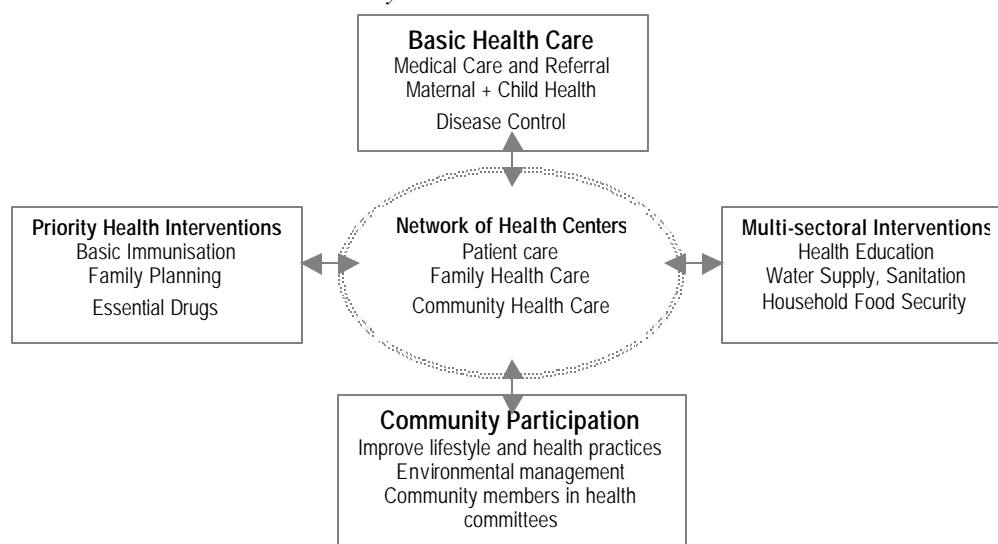 Basic Health Care
Medical Care and Referral
Maternal + Child Health
Disease Control
Priority Health Interventions
Basic Immunisation
Family Planning
Essential Drugs
Network of Health Centers
Patient care
Family Health Care
Community Health Care
Multi-sectoral Interventions
Health Education
Water Supply, Sanitation
Household Food Security
Community Participation
Improve lifestyle and health practices
Environmental management
Community members in health
committees